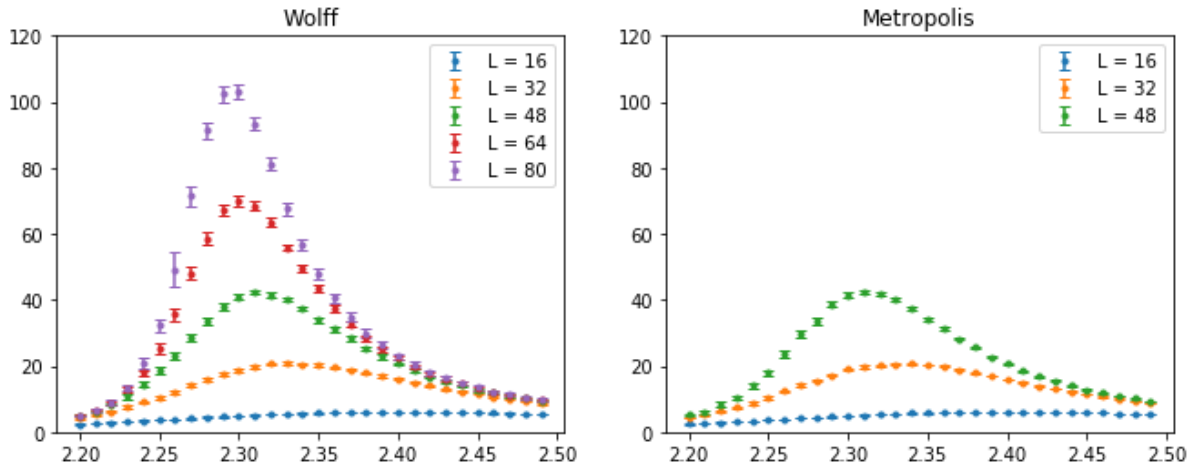 Wolff
120
100
80
60
40
20
0
2.20 2.25 2.30 2.35 2.40 2.45 2.50
L = 16
L = 32
L = 48
L = 64
L = 80
Metropolis
120
100
80
60
40
20
0
2.20 2.25 2.30 2.35 2.40 2.45 2.50
L = 16
L = 32
L = 48